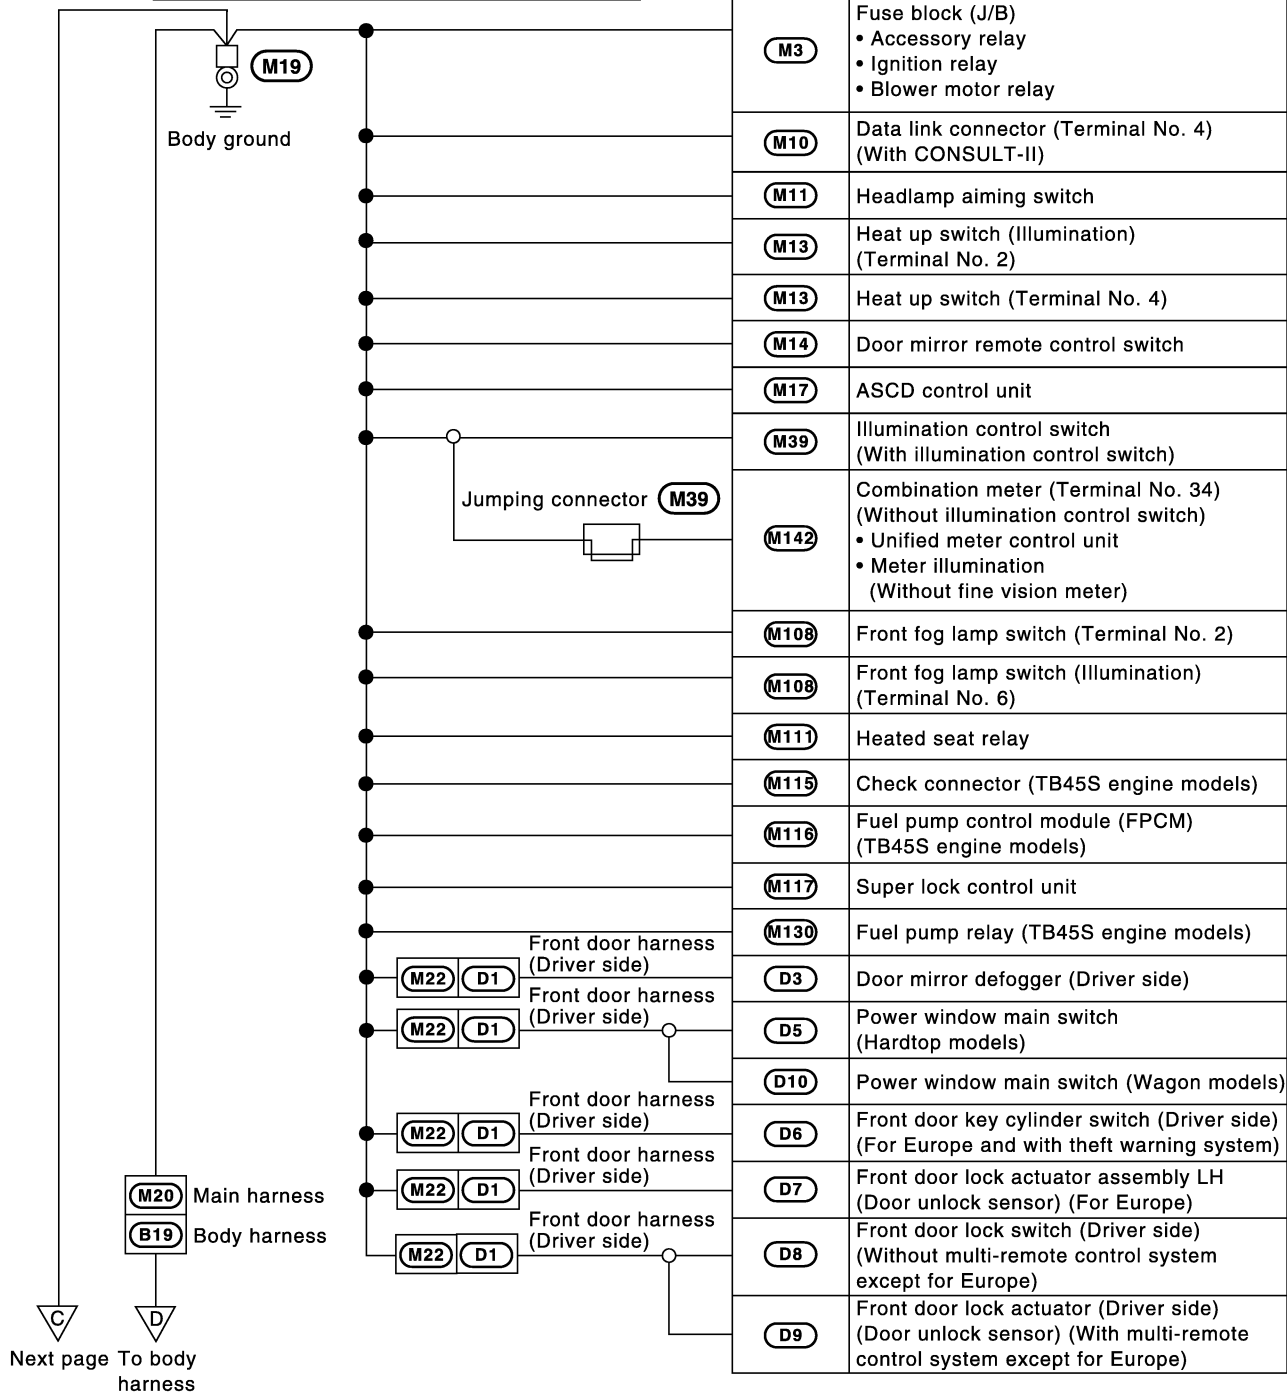 M19
Body ground
M3
Fuse block (J/B)
• Accessory relay
• Ignition relay
• Blower motor relay
M10
Data link connector (Terminal No. 4)
(With CONSULT-II)
M11
Headlamp aiming switch
M13
Heat up switch (Illumination)
(Terminal No. 2)
M13
Heat up switch (Terminal No. 4)
M14
Door mirror remote control switch
M17
ASCD control unit
M39
Illumination control switch
(With illumination control switch)
Jumping connector M39
M142
Combination meter (Terminal No. 34)
(Without illumination control switch)
• Unified meter control unit
• Meter illumination
(Without fine vision meter)
M108
Front fog lamp switch (Terminal No. 2)
M108
Front fog lamp switch (Illumination)
(Terminal No. 6)
M111
Heated seat relay
M115
Check connector (TB45S engine models)
M116
Fuel pump control module (FPCM)
(TB45S engine models)
M117
Super lock control unit
M130
Fuel pump relay (TB45S engine models)
Front door harness
(Driver side)
M22 D1
D3
Door mirror defogger (Driver side)
Front door harness
(Driver side)
M22 D1
D5
Power window main switch
(Hardtop models)
D10
Power window main switch (Wagon models)
Front door harness
(Driver side)
M22 D1
D6
Front door key cylinder switch (Driver side)
(For Europe and with theft warning system)
Front door harness
(Driver side)
M22 D1
D7
Front door lock actuator assembly LH
(Door unlock sensor) (For Europe)
Front door harness
(Driver side)
M22 D1
D8
Front door lock switch (Driver side)
(Without multi-remote control system
except for Europe)
D9
Front door lock actuator (Driver side)
(Door unlock sensor) (With multi-remote
control system except for Europe)
M20 Main harness
B19 Body harness
C
Next page
D
To body
harness